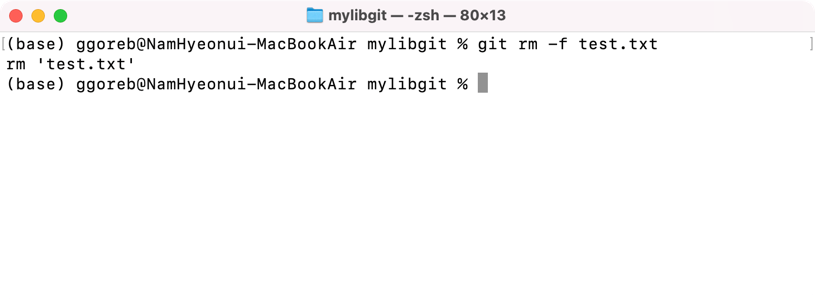 mylibgit — -zsh — 80×13
[(base) ggoreb@NamHyeonui-MacBookAir mylibgit % git rm -f test.txt ]
rm 'test.txt'
(base) ggoreb@NamHyeonui-MacBookAir mylibgit %